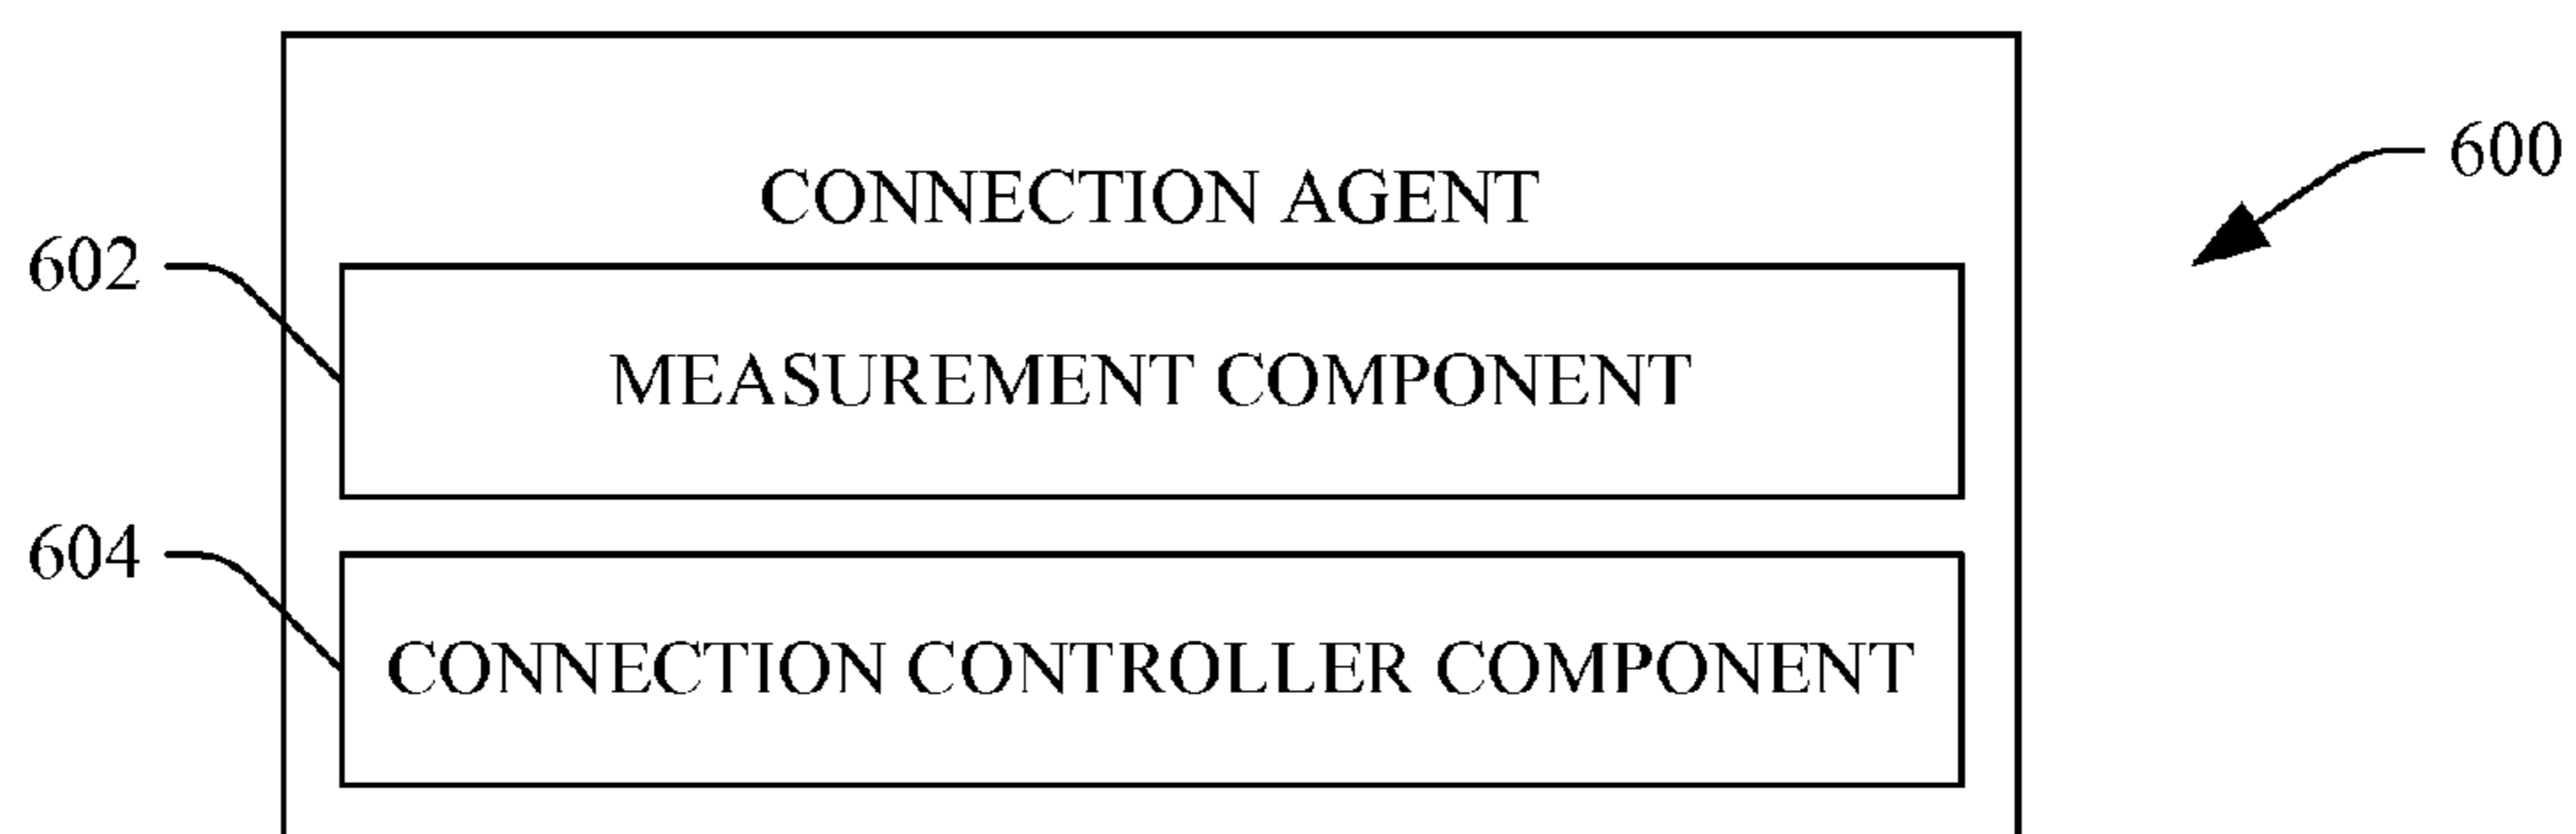 600
CONNECTION AGENT
602
MEASUREMENT COMPONENT
604
CONNECTION CONTROLLER COMPONENT